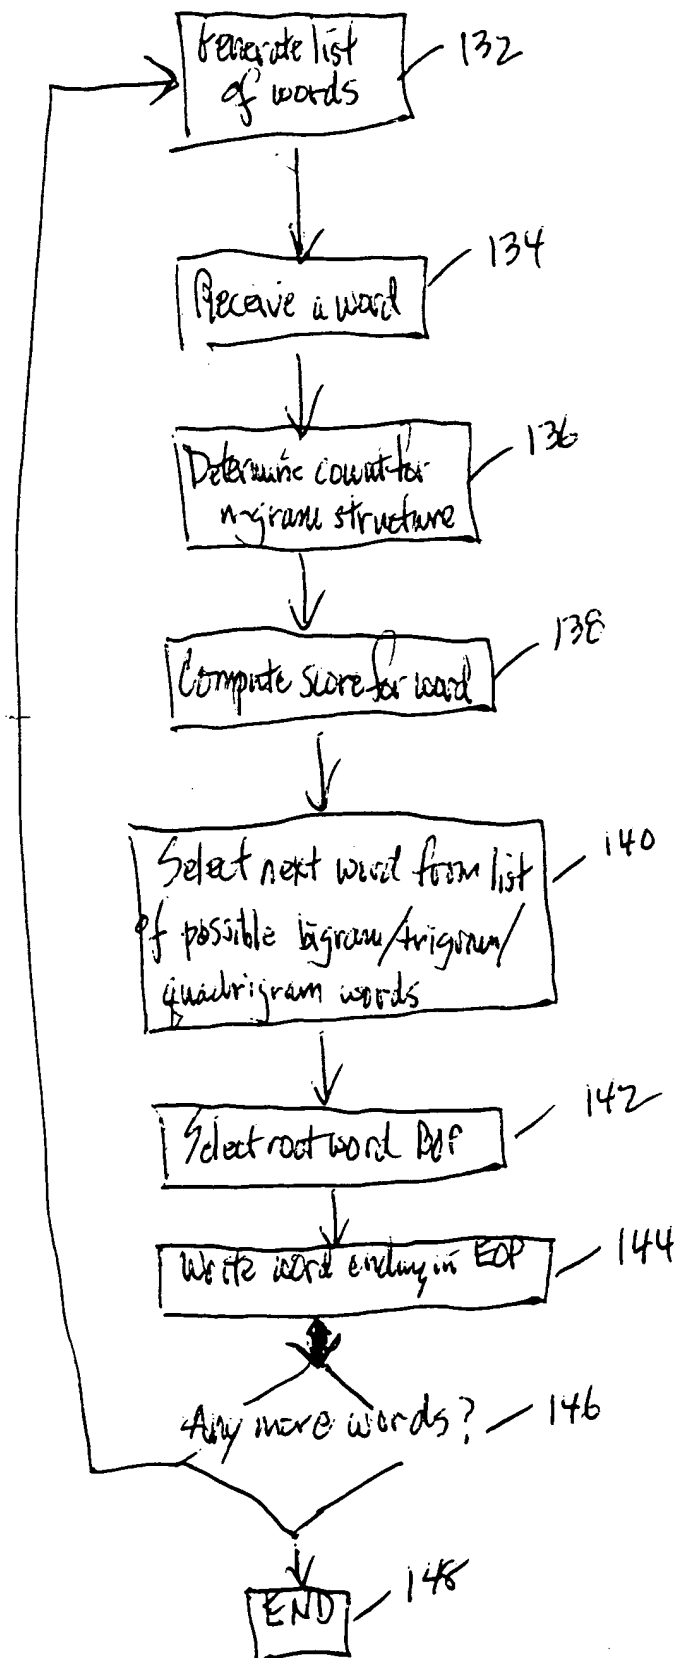 Generate list
of words
132
Receive a word
134
Determine count for
n-gram structure
136
Compute score for word
138
Select next word from list
of possible bigram/trigram/
quadrigram words
140
Select root word BOP
142
Write word ending in EOP
144
Any more words?
146
END
148